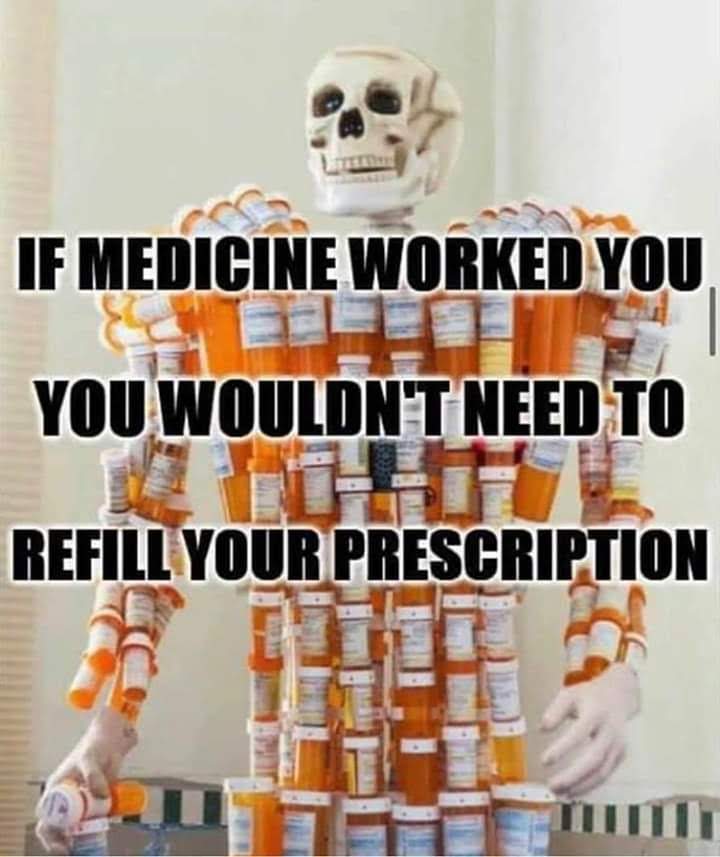 IF MEDICINE WORKED YOU
YOU WOULDN'T NEED TO
REFILL YOUR PRESCRIPTION